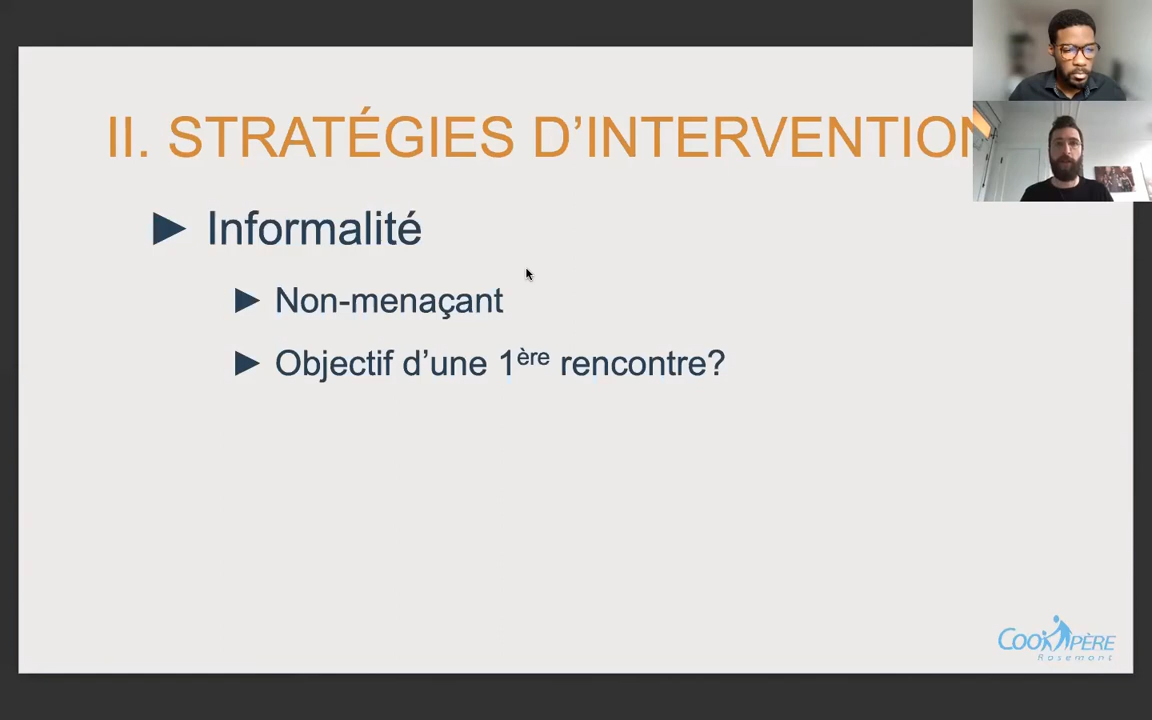 II. STRATÉGIES D’INTERVENTION
Informalité
Non-menaçant
Objectif d’une 1ère rencontre?
COOPÈRE
Rosemont